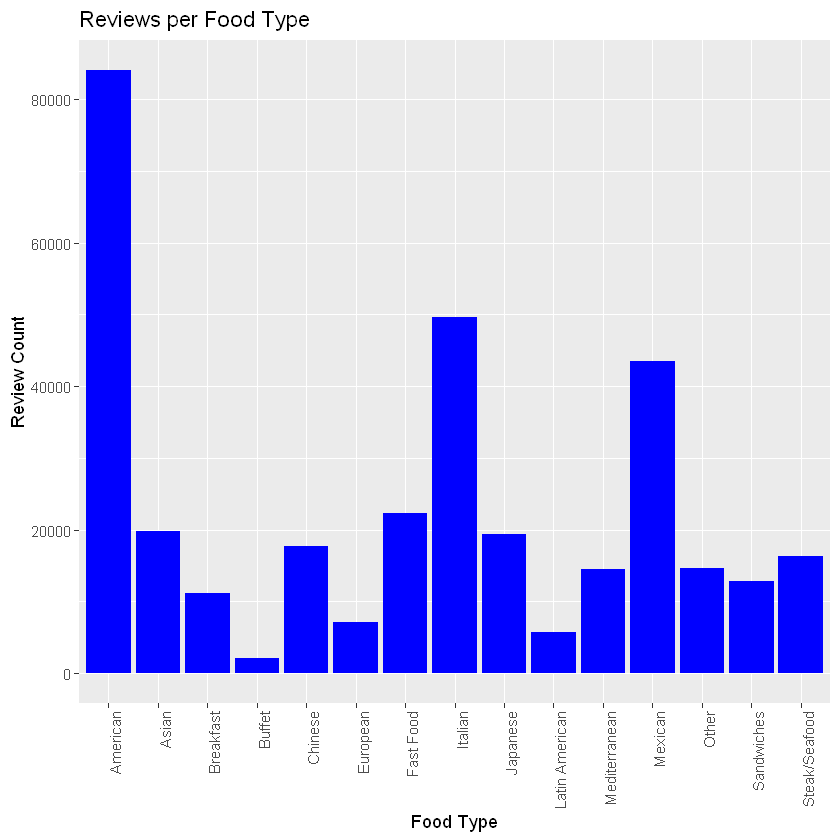 Reviews per Food Type
Review Count
80000
60000
40000
20000
0
American
Asian
Breakfast
Buffet
Chinese
European
Fast Food
Italian
Japanese
Latin American
Mediterranean
Mexican
Other
Sandwiches
Steak/Seafood
Food Type